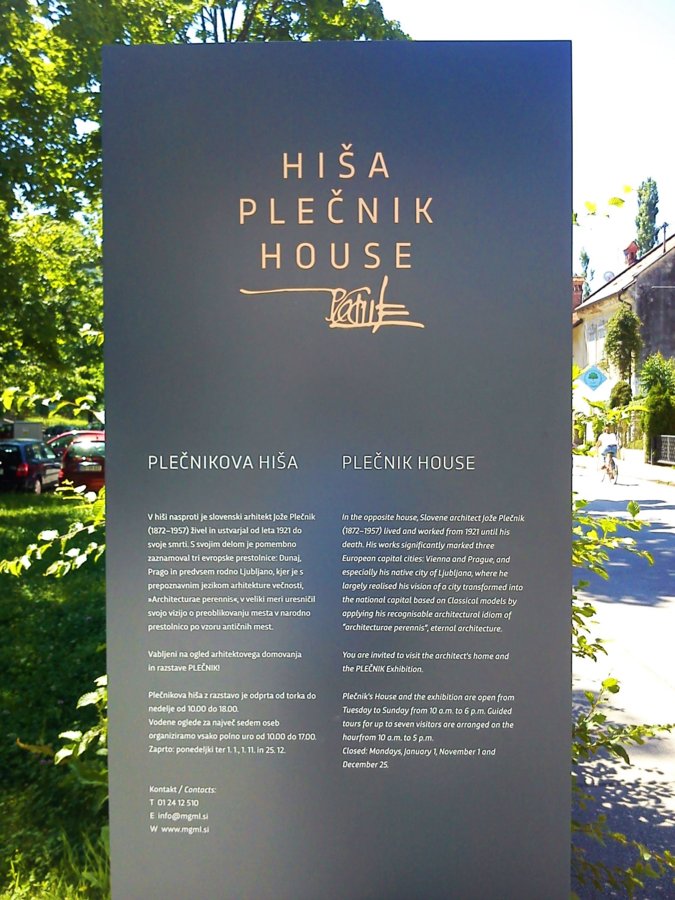 HIŠA
PLEČNIK
HOUSE
PLEČNIKOVA HIŠA
V hiši nasproti je slovenski arhitekt Jože Plečnik
(1872–1957) živel in ustvarjal od leta 1921 do
svoje smrti. S svojim delom je pomembno
zaznamoval tri evropske prestolnice: Dunaj,
Prago in predvsem rodno Ljubljano, kjer je s
prepoznavnim jezikom arhitekture večnosti,
»Architecturae perennis«, v veliki meri uresničil
svojo vizijo o preoblikovanju mesta v narodno
prestolnico po vzoru antičnih mest.
Vabljeni na ogled arhitektovega domovanja
in razstave PLEČNIK!
Plečnikova hiša z razstavo je odprta od torka do
nedelje od 10.00 do 18.00.
Vodene oglede za največ sedem oseb
organiziramo vsako polno uro od 10.00 do 17.00.
Zaprto: ponedeljki ter 1. 1., 1. 11. in 25. 12.
Kontakt / Contacts:
T 01 24 12 510
E info@mgml.si
W www.mgml.si
PLEČNIK HOUSE
In the opposite house, Slovene architect Jože Plečnik
(1872–1957) lived and worked from 1921 until his
death. His works significantly marked three
European capital cities: Vienna and Prague, and
especially his native city of Ljubljana, where he
largely realised his vision of a city transformed into
the national capital based on Classical models by
applying his recognisable architectural idiom of
"architecturae perennis", eternal architecture.
You are invited to visit the architect's home and
the PLEČNIK Exhibition.
Plečnik's House and the exhibition are open from
Tuesday to Sunday from 10 a.m. to 6 p.m. Guided
tours for up to seven visitors are arranged on the
hourfrom 10 a.m. to 5 p.m.
Closed: Mondays, January 1, November 1 and
December 25.